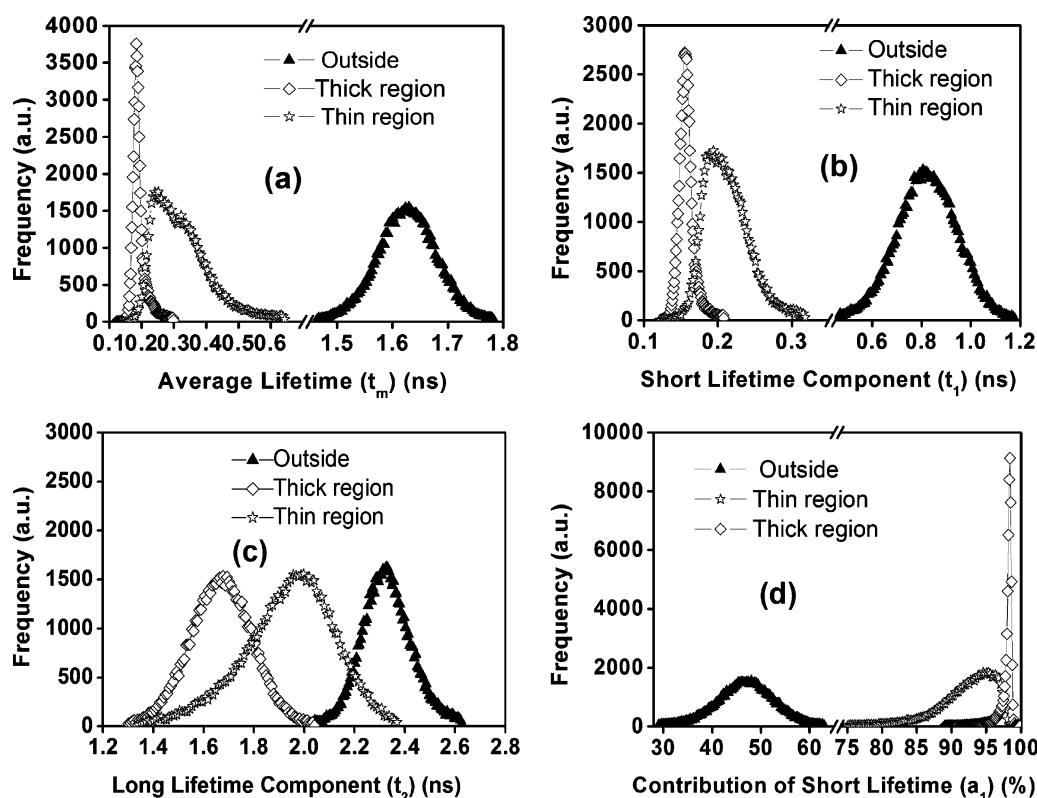 4000
3500
3000
2500
2000
1500
1000
500
0
Frequency (a.u.)
Outside
Thick region
Thin region
(a)
0.1 0.2 0.3 0.4 0.5 0.6 1.5 1.6 1.7 1.8
Average Lifetime (tm) (ns)
3000
2500
2000
1500
1000
500
0
Frequency (a.u.)
Outside
Thick region
Thin region
(b)
0.1 0.2 0.3 0.6 0.8 1.0 1.2
Short Lifetime Component (t1) (ns)
3000
2500
2000
1500
1000
500
0
Frequency (a.u.)
Outside
Thick region
Thin region
(c)
1.2 1.4 1.6 1.8 2.0 2.2 2.4 2.6 2.8
Long Lifetime Component (t2) (ns)
10000
8000
6000
4000
2000
0
Frequency (a.u.)
Outside
Thin region
Thick region
(d)
30 40 50 60 75 80 85 90 95 100
Contribution of Short Lifetime (a1) (%)